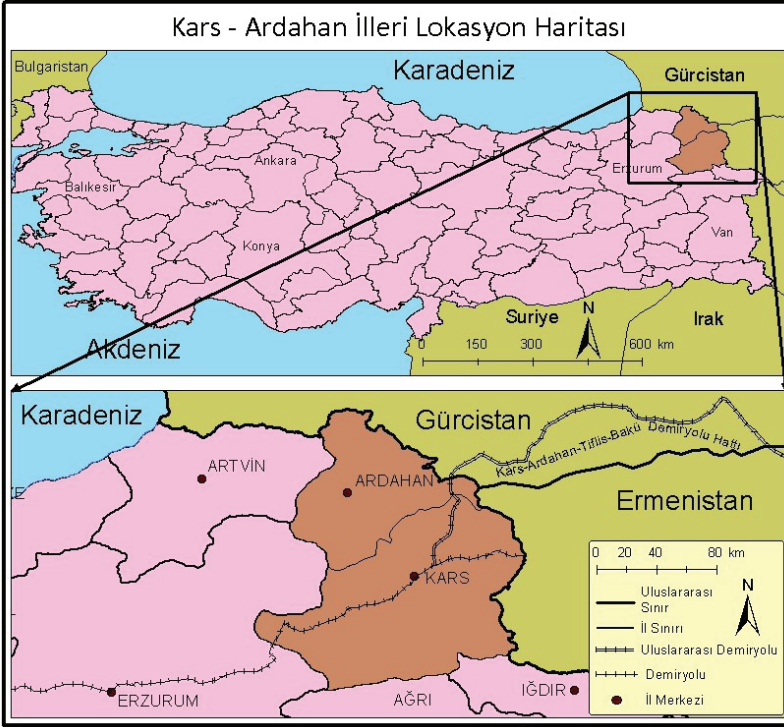 Kars - Ardahan İlleri Lokasyon Haritası
Bulgaristan
Karadeniz
Gürcistan
Ankara
Erzurum
Balıkesir
Konya
Van
Akdeniz
Suriye
N
Irak
0 150 300 600 km
Karadeniz
Gürcistan
Kars-Ardahan-Tiflis-Bakü Demiryolu Hattı
ARTVİN
ARDAHAN
E
Ermenistan
KARS
0 20 40 80 km
N
Uluslararası
Sınır
İl Sınırı
Uluslararası Demiryolu
Demiryolu
İl Merkezi
ERZURUM
AĞRI
IĞDIR